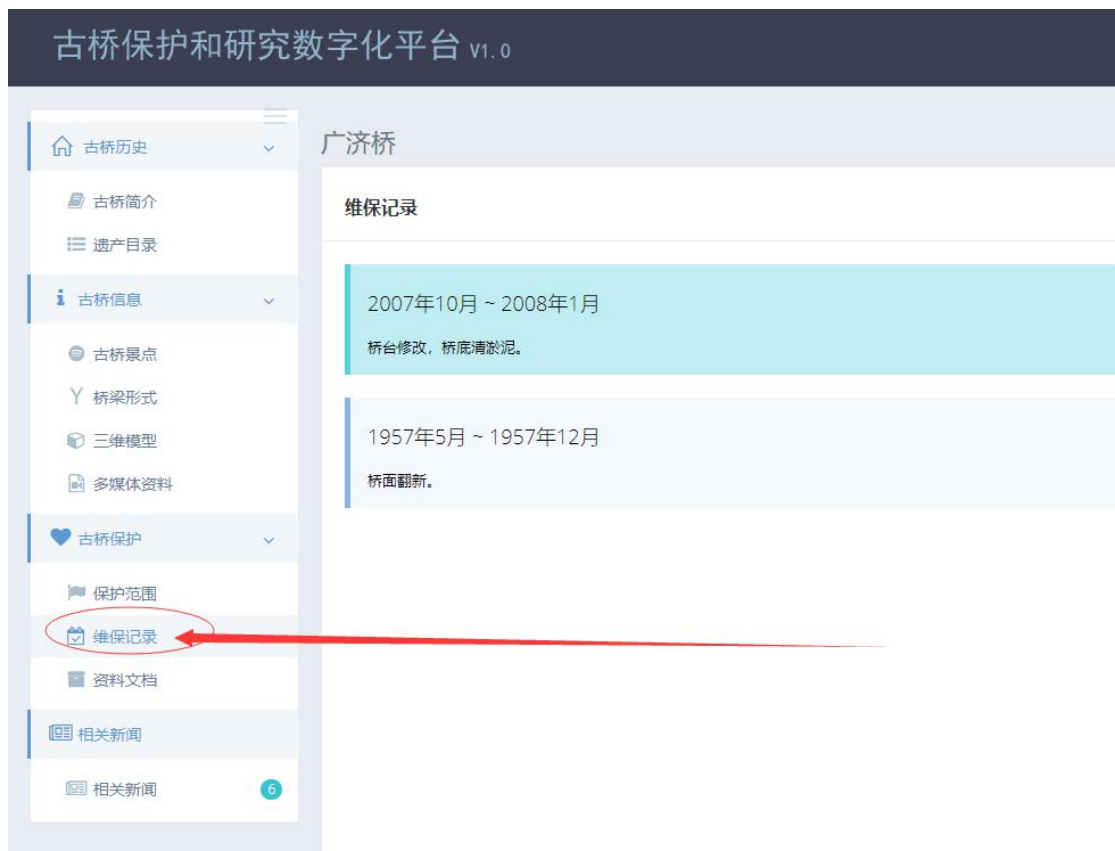 古桥保护和研究数字化平台 V1.0
古桥历史
古桥简介
遗产目录
古桥信息
古桥景点
桥梁形式
三维模型
多媒体资料
古桥保护
保护范围
维保记录
资料文档
相关新闻
相关新闻 6
广济桥
维保记录
2007年10月 ~ 2008年1月
桥台修改，桥底清淤泥。
1957年5月 ~ 1957年12月
桥面翻新。